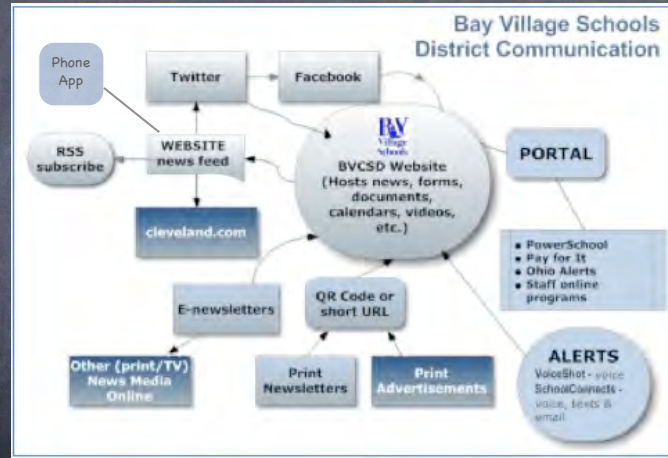 Bay Village Schools
District Communication
Phone
App
Twitter
Facebook
RSS
subscribe
WEBSITE
news feed
BV
Village
Schools
BVCSD Website
(Hosts news, forms,
documents,
calendars, videos,
etc.)
PORTAL
cleveland.com
• PowerSchool
• Pay for It
• Ohio Alerts
• Staff online
programs
E-newsletters
QR Code or
short URL
Other (print/TV)
News Media
Online
Print
Newsletters
Print
Advertisements
ALERTS
VoiceShot - voice
SchoolConnects -
voice, texts &
email